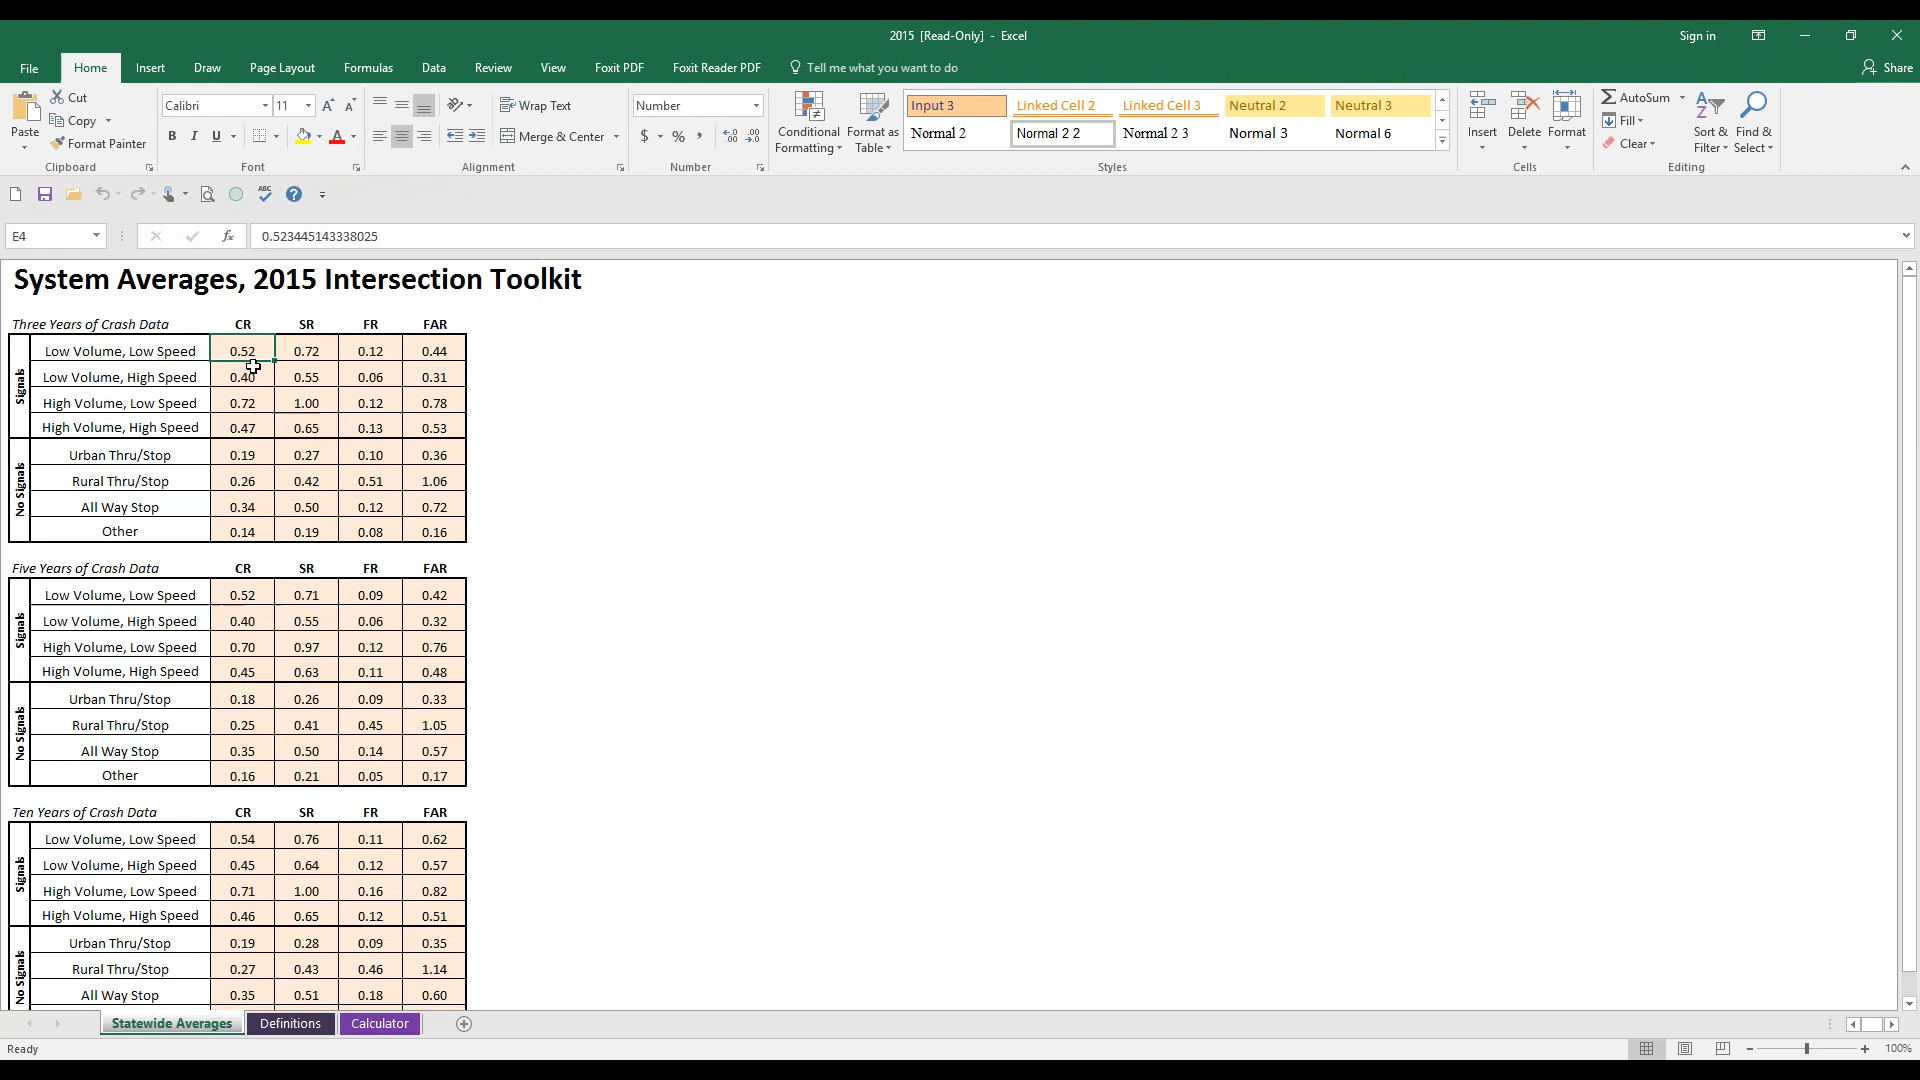 2015 [Read-Only] - Excel
Sign in
File Home Insert Draw Page Layout Formulas Data Review View Foxit PDF Foxit Reader PDF Tell me what you want to do Share
Paste
Cut
Copy
Format Painter
Clipboard
Calibri 11
B I U
Font
Wrap Text
Merge & Center
Alignment
Number
$ % ,
Number
Conditional Formatting
Format as Table
Input 3 Linked Cell 2 Linked Cell 3 Neutral 2 Neutral 3
Normal 2 Normal 2 2 Normal 2 3 Normal 3 Normal 6
Styles
Insert Delete Format
Cells
AutoSum
Fill
Clear
Sort & Filter
Find & Select
Editing
E4 fx 0.523445143338025
System Averages, 2015 Intersection Toolkit
Three Years of Crash Data CR SR FR FAR
Signals
Low Volume, Low Speed 0.52 0.72 0.12 0.44
Low Volume, High Speed 0.40 0.55 0.06 0.31
High Volume, Low Speed 0.72 1.00 0.12 0.78
High Volume, High Speed 0.47 0.65 0.13 0.53
No Signals
Urban Thru/Stop 0.19 0.27 0.10 0.36
Rural Thru/Stop 0.26 0.42 0.51 1.06
All Way Stop 0.34 0.50 0.12 0.72
Other 0.14 0.19 0.08 0.16
Five Years of Crash Data CR SR FR FAR
Signals
Low Volume, Low Speed 0.52 0.71 0.09 0.42
Low Volume, High Speed 0.40 0.55 0.06 0.32
High Volume, Low Speed 0.70 0.97 0.12 0.76
High Volume, High Speed 0.45 0.63 0.11 0.48
No Signals
Urban Thru/Stop 0.18 0.26 0.09 0.33
Rural Thru/Stop 0.25 0.41 0.45 1.05
All Way Stop 0.35 0.50 0.14 0.57
Other 0.16 0.21 0.05 0.17
Ten Years of Crash Data CR SR FR FAR
Signals
Low Volume, Low Speed 0.54 0.76 0.11 0.62
Low Volume, High Speed 0.45 0.64 0.12 0.57
High Volume, Low Speed 0.71 1.00 0.16 0.82
High Volume, High Speed 0.46 0.65 0.12 0.51
No Signals
Urban Thru/Stop 0.19 0.28 0.09 0.35
Rural Thru/Stop 0.27 0.43 0.46 1.14
All Way Stop 0.35 0.51 0.18 0.60
Statewide Averages Definitions Calculator
Ready 100%